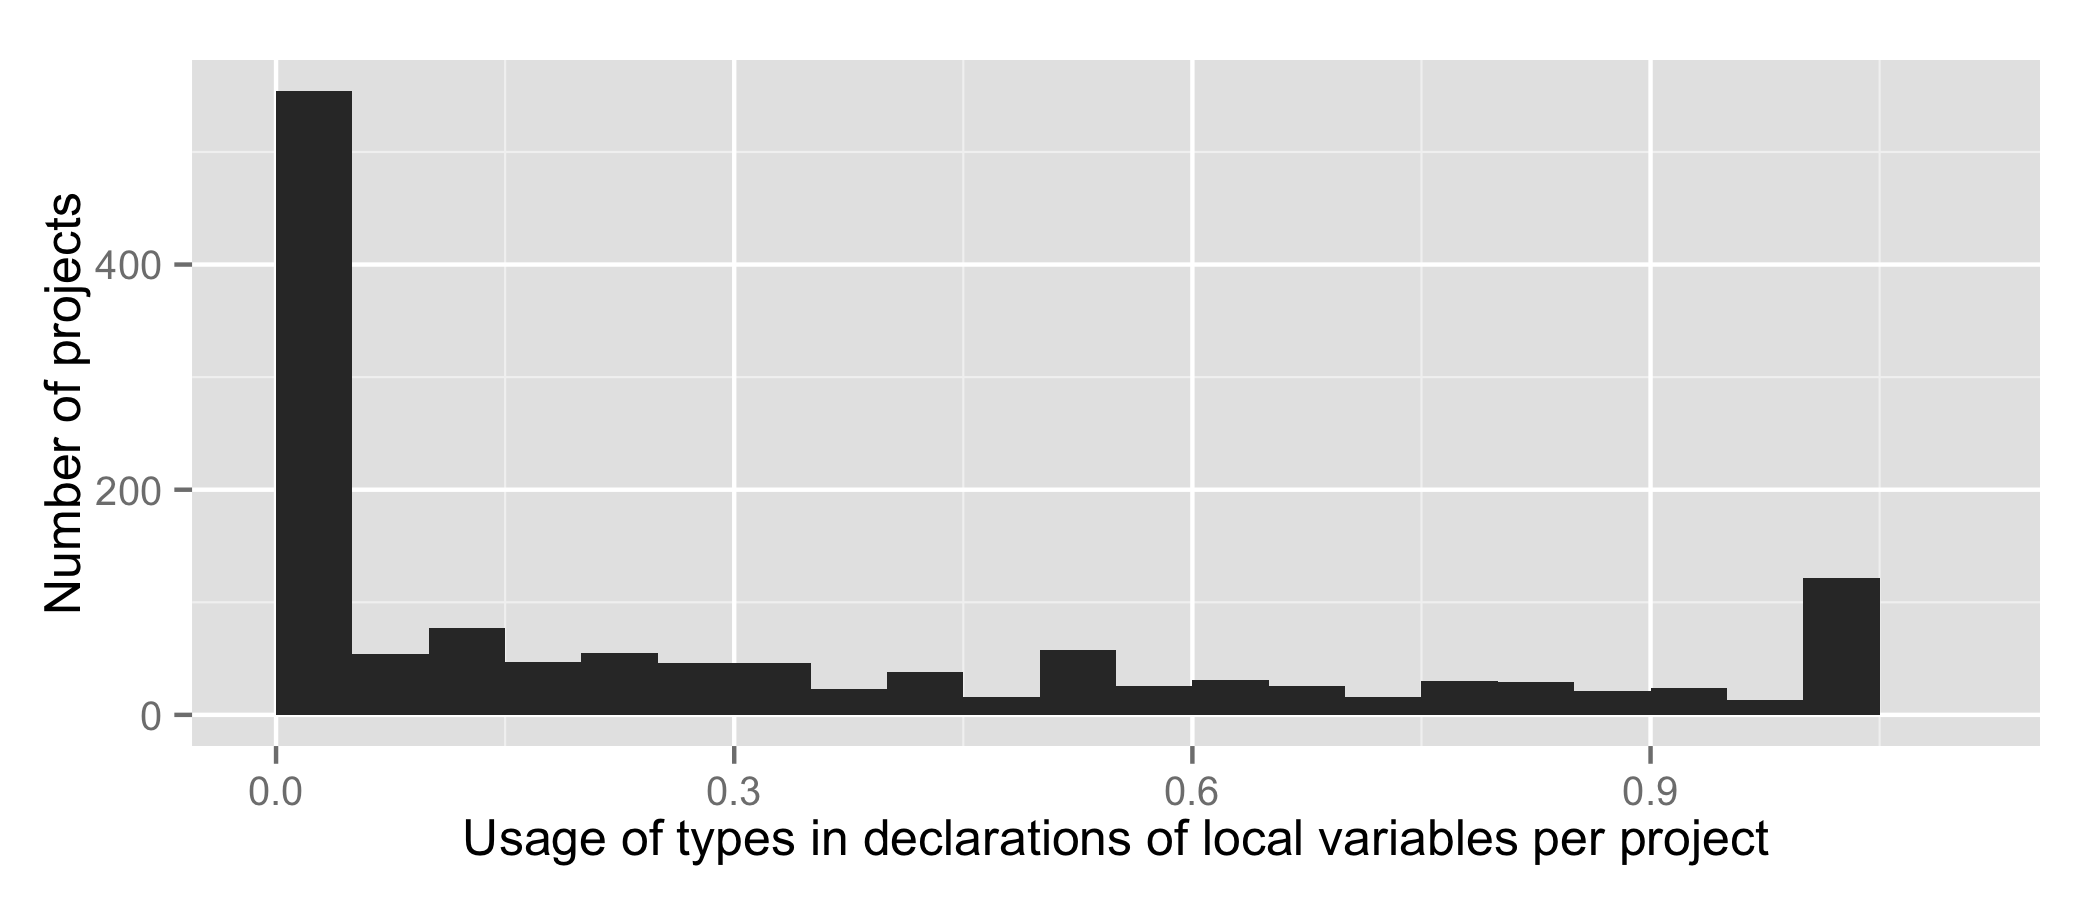 Number of projects
400
200
0
0.0 0.3 0.6 0.9
Usage of types in declarations of local variables per project